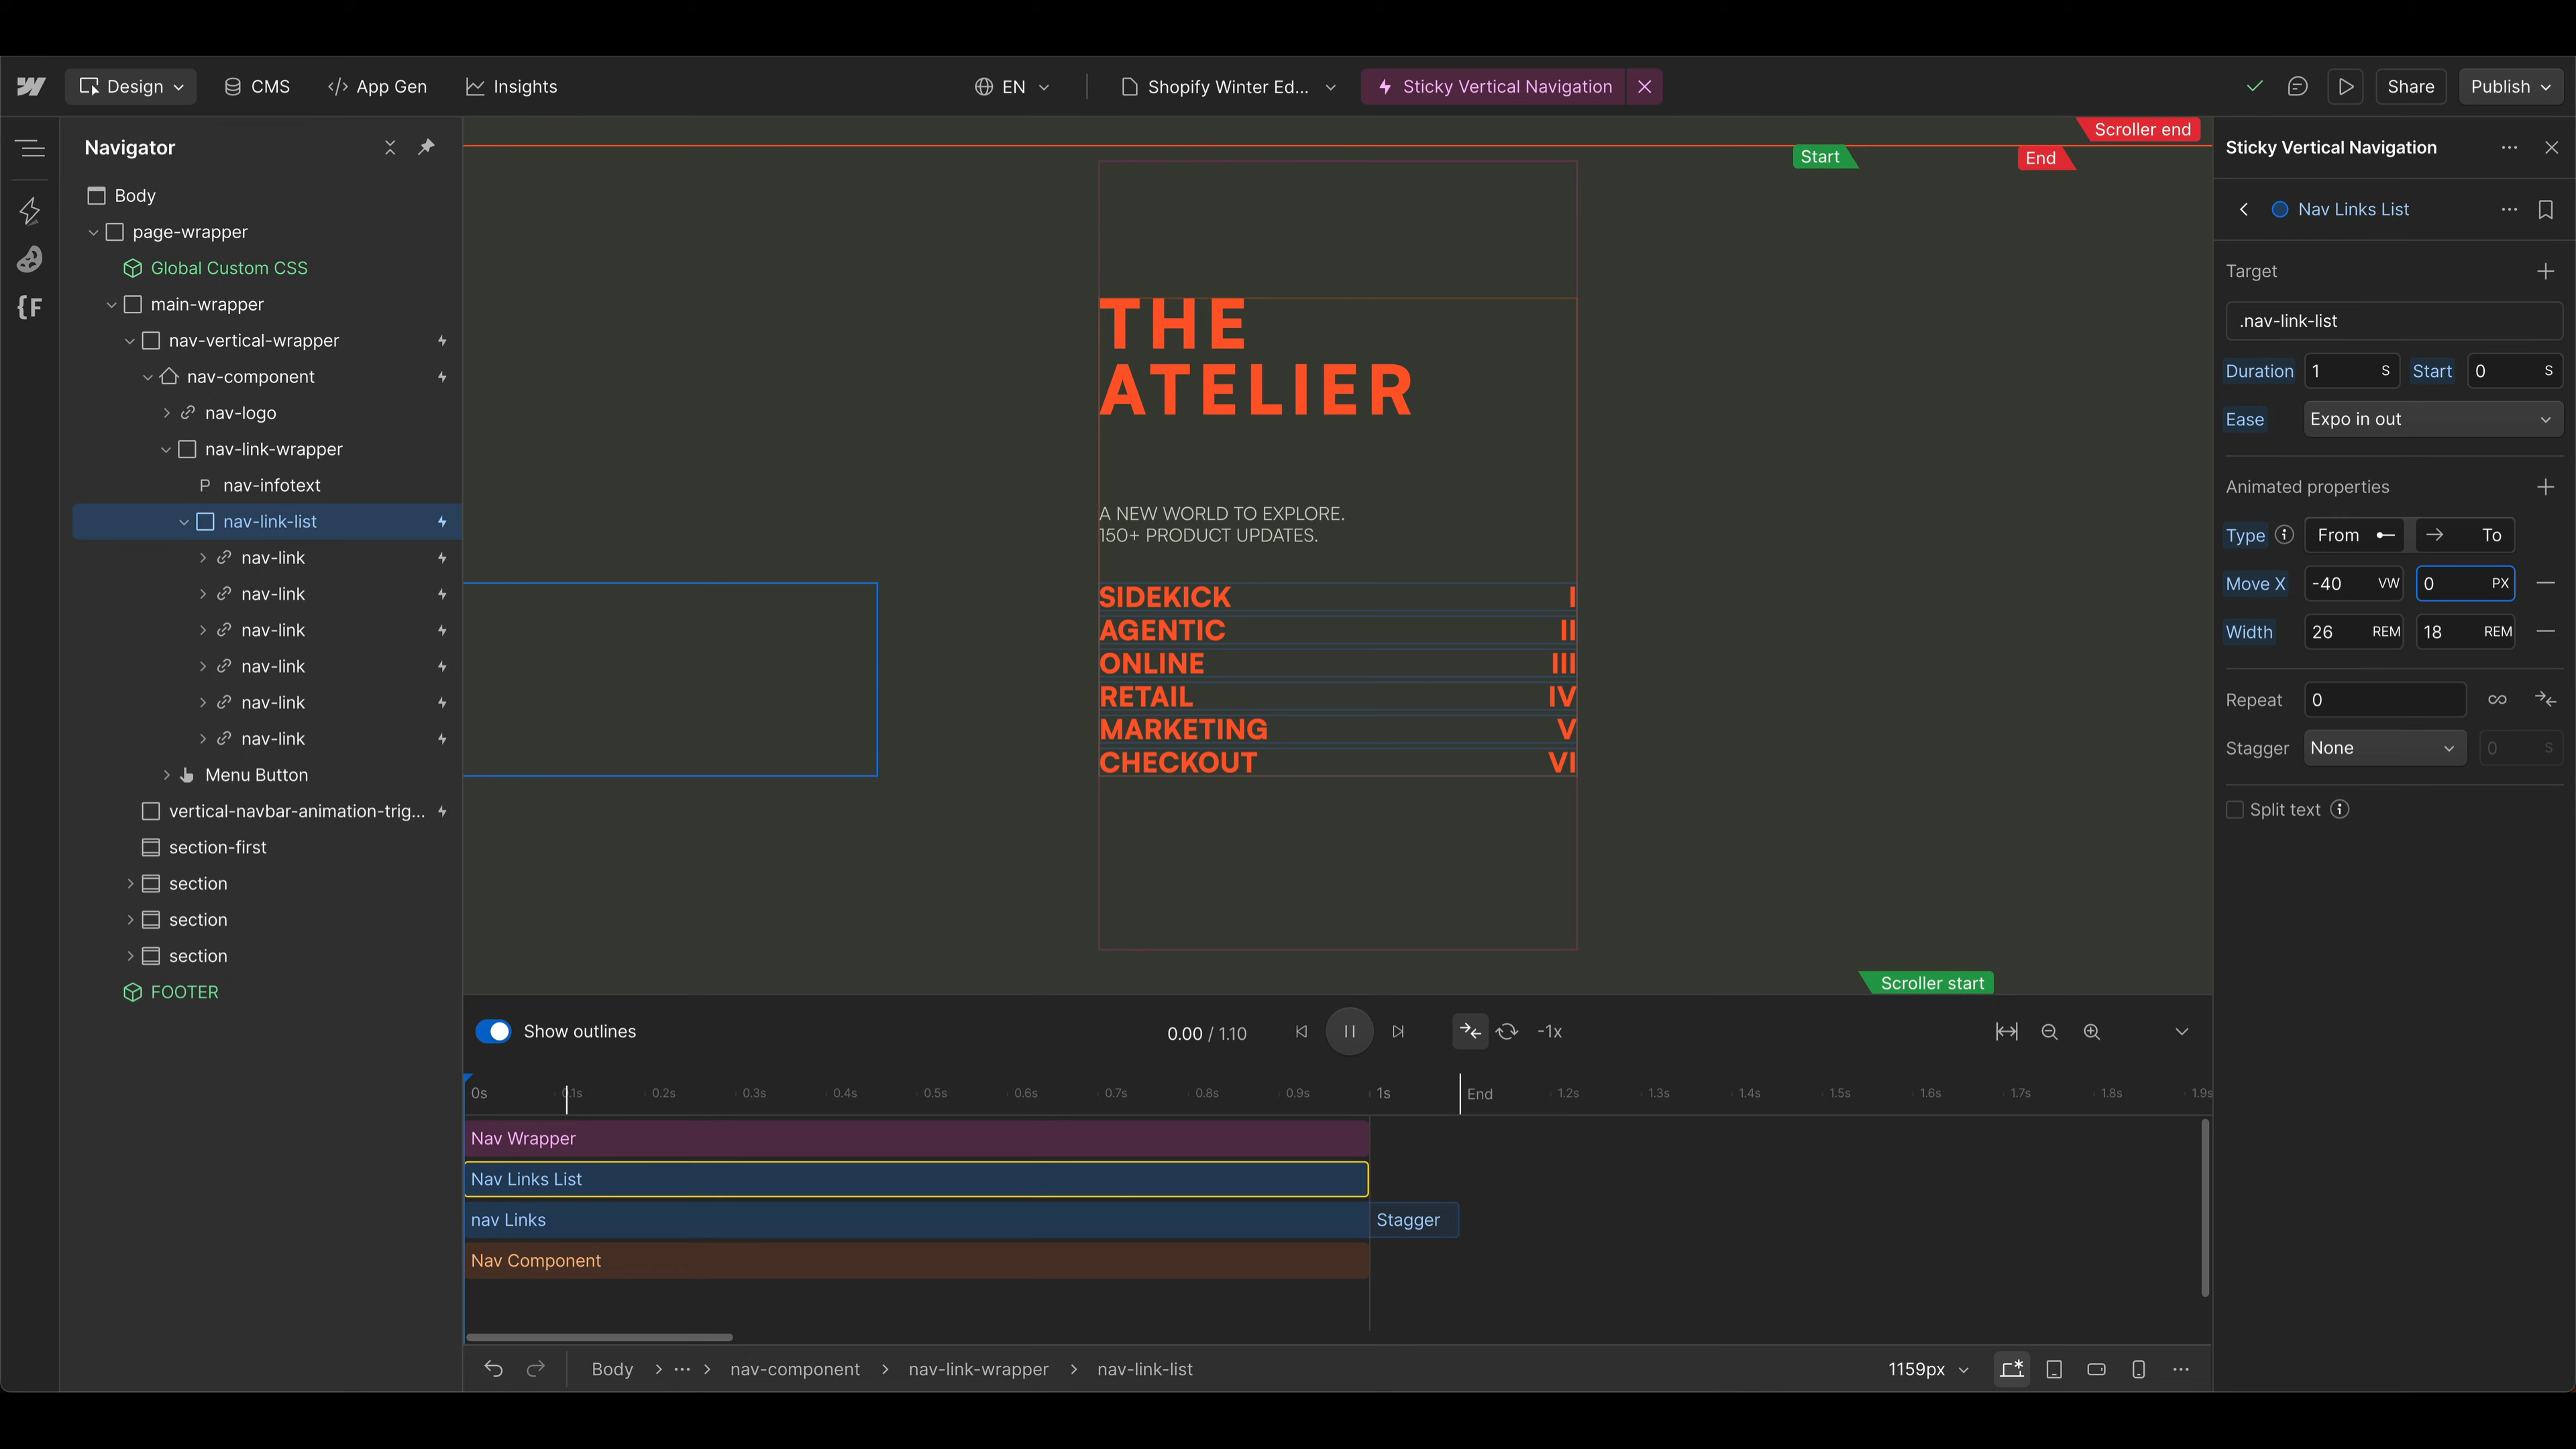 Design
CMS
</> App Gen
Insights
EN
Shopify Winter Ed...
Sticky Vertical Navigation
Share
Publish
Navigator
Body
page-wrapper
Global Custom CSS
main-wrapper
nav-vertical-wrapper
nav-component
nav-logo
nav-link-wrapper
P nav-infotext
nav-link-list
nav-link
nav-link
nav-link
nav-link
nav-link
nav-link
Menu Button
vertical-navbar-animation-trig...
section-first
section
section
section
FOOTER
{F
Scroller end
Start
End
THE
ATELIER
A NEW WORLD TO EXPLORE.
150+ PRODUCT UPDATES.
SIDEKICK I
AGENTIC II
ONLINE III
RETAIL IV
MARKETING V
CHECKOUT VI
Scroller start
Show outlines
0.00 / 1.10
-1x
0s 0.1s 0.2s 0.3s 0.4s 0.5s 0.6s 0.7s 0.8s 0.9s 1s End 1.2s 1.3s 1.4s 1.5s 1.6s 1.7s 1.8s 1.9s
Nav Wrapper
Nav Links List
nav Links Stagger
Nav Component
Body > ... > nav-component > nav-link-wrapper > nav-link-list
1159px
Sticky Vertical Navigation
Nav Links List
Target
.nav-link-list
Duration 1 S Start 0 S
Ease Expo in out
Animated properties
Type From To
Move X -40 VW 0 PX
Width 26 REM 18 REM
Repeat 0
Stagger None 0 S
Split text